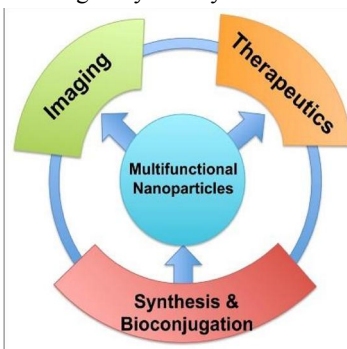 Imaging
Therapeutics
Multifunctional
Nanoparticles
Synthesis &
Bioconjugation